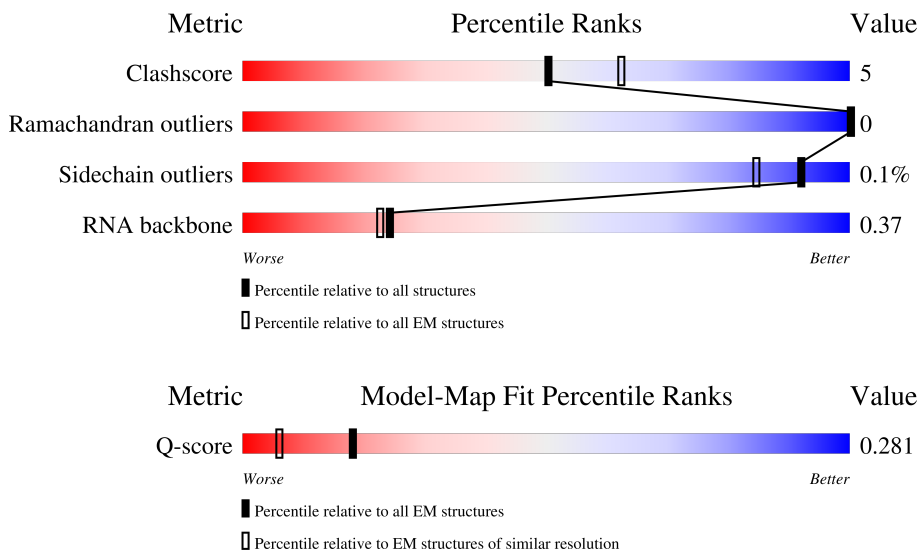 Metric Percentile Ranks Value
Clashscore 5
Ramachandran outliers 0
Sidechain outliers 0.1%
RNA backbone 0.37
Worse Better
Percentile relative to all structures
Percentile relative to all EM structures
Metric Model-Map Fit Percentile Ranks Value
Q-score 0.281
Worse Better
Percentile relative to all EM structures
Percentile relative to EM structures of similar resolution